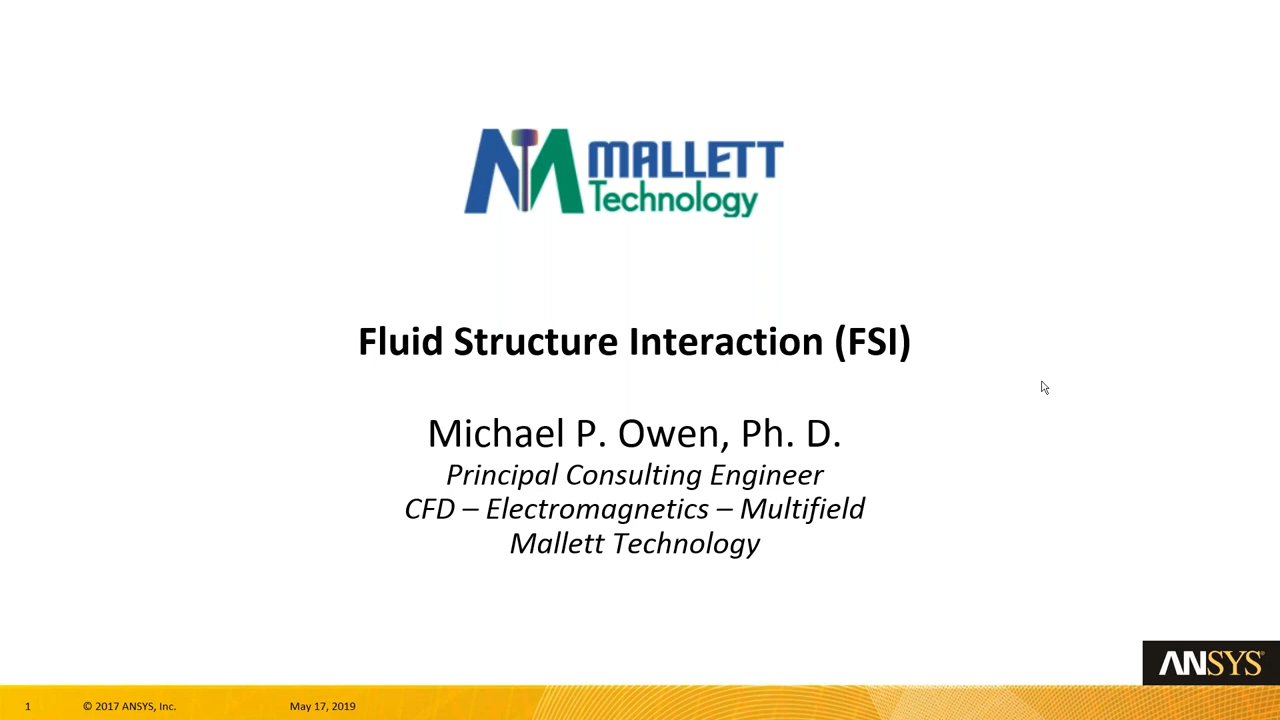 MALLETT
Technology
Fluid Structure Interaction (FSI)
Michael P. Owen, Ph. D.
Principal Consulting Engineer
CFD – Electromagnetics – Multifield
Mallett Technology
ANSYS®
1 © 2017 ANSYS, Inc. May 17, 2019